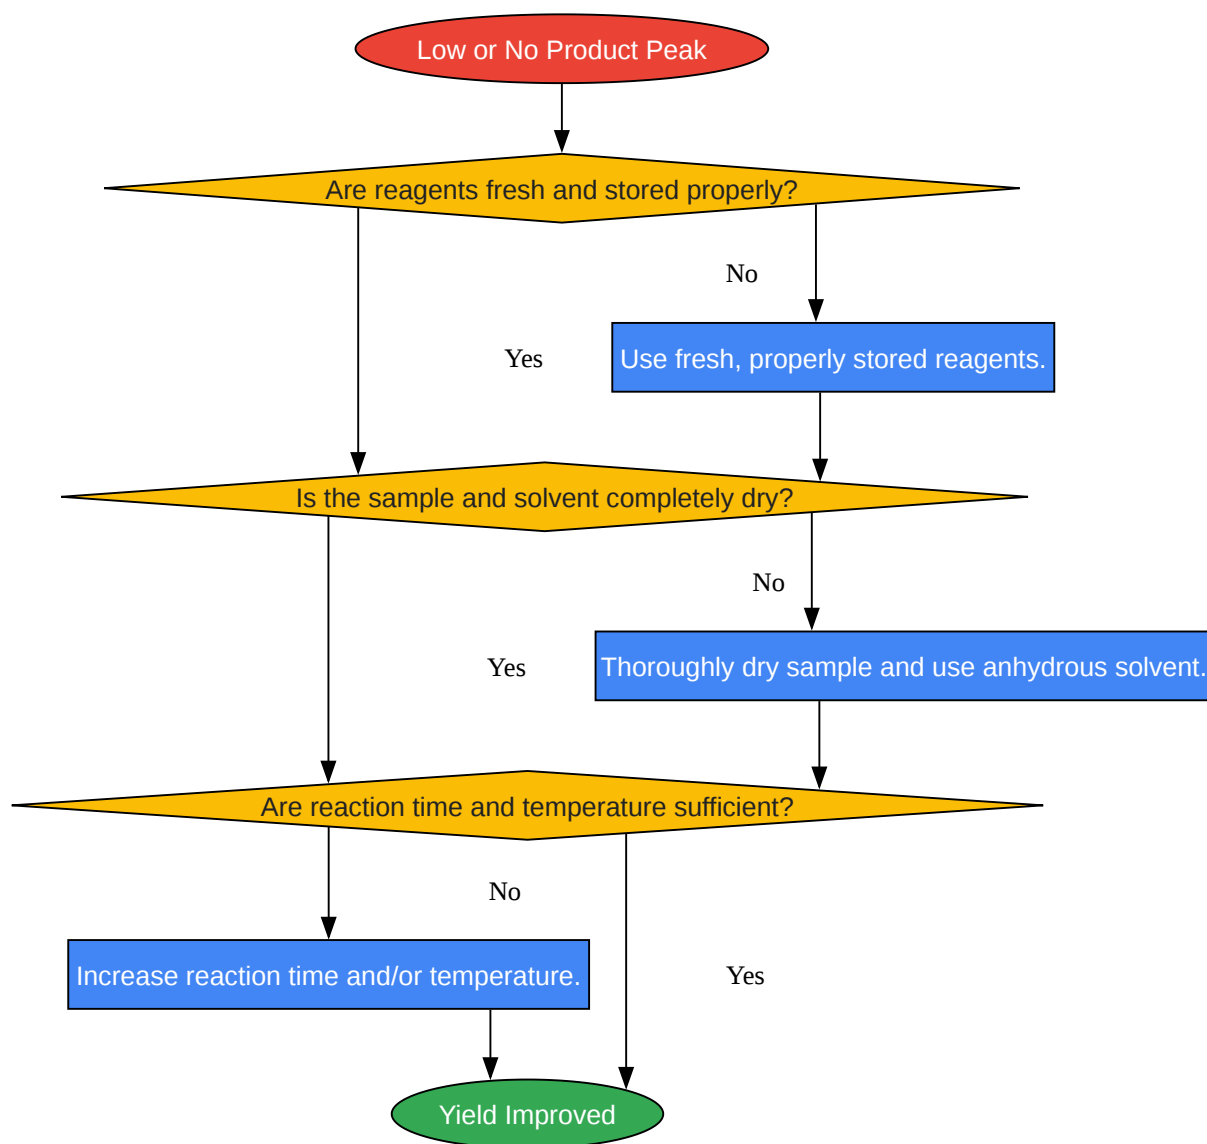 Low or No Product Peak
Are reagents fresh and stored properly?
No
Yes
Use fresh, properly stored reagents.
Is the sample and solvent completely dry?
No
Yes
Thoroughly dry sample and use anhydrous solvent.
Are reaction time and temperature sufficient?
No
Increase reaction time and/or temperature.
Yes
Yield Improved